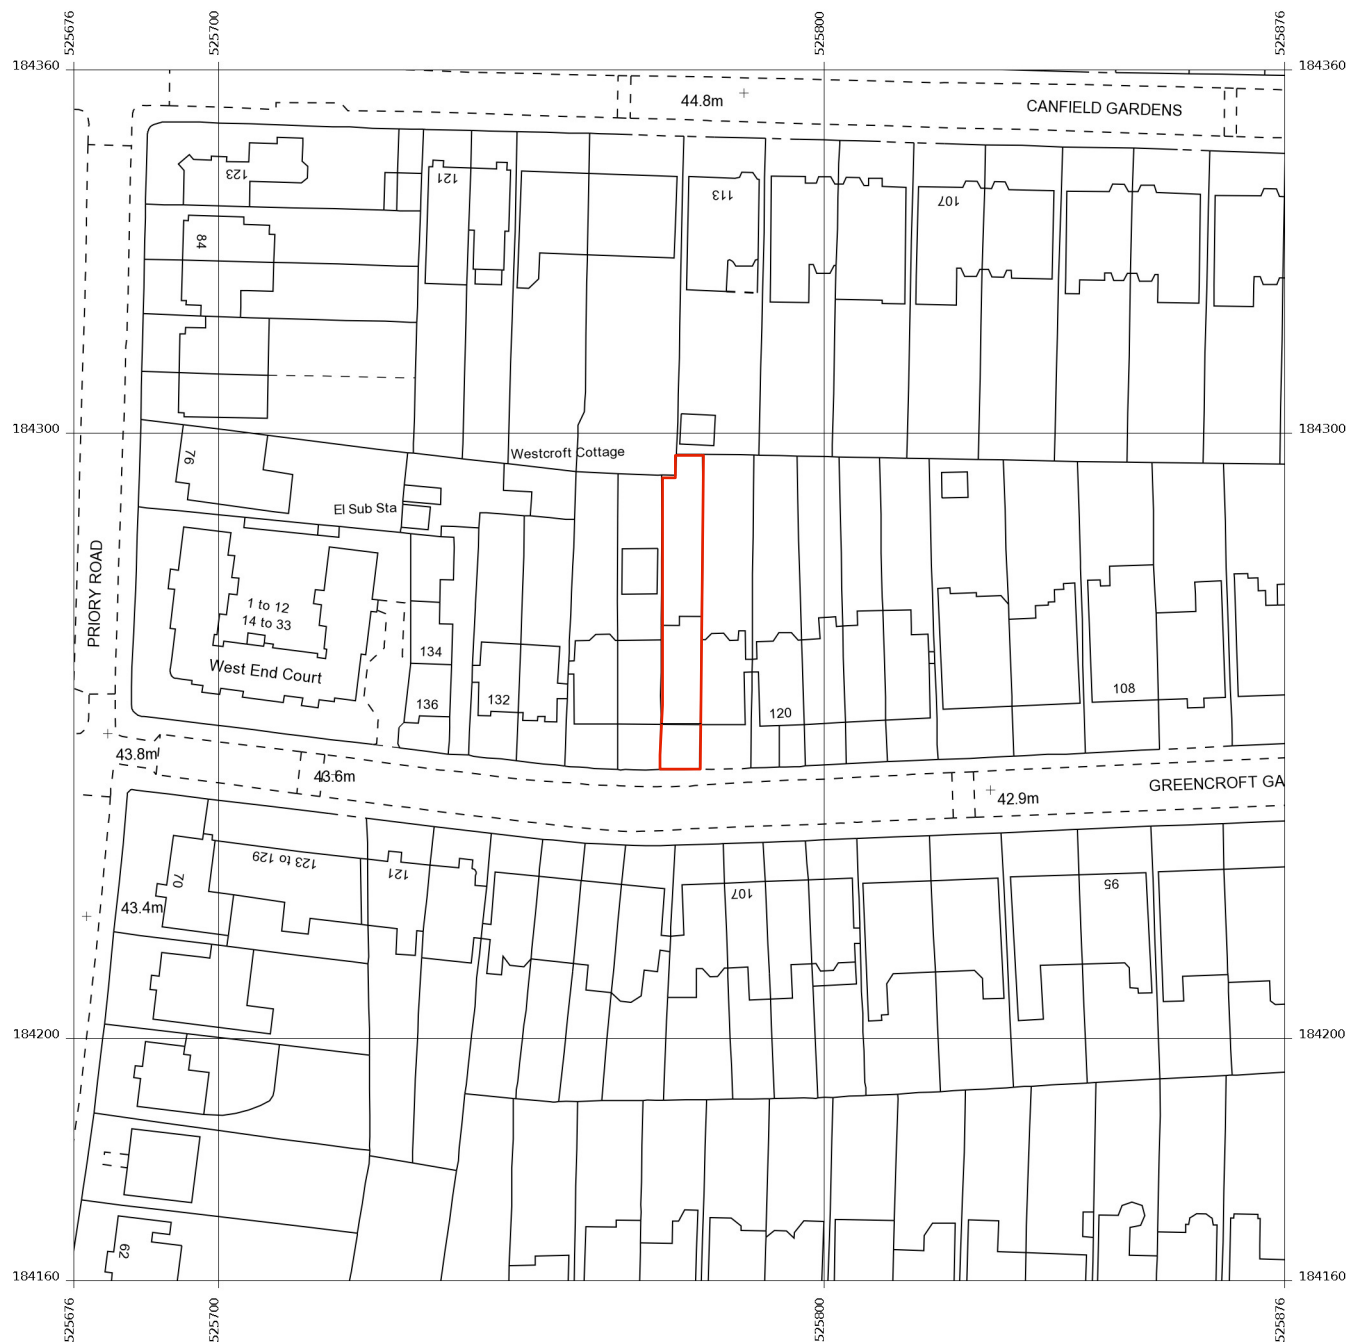 525676
525700
525800
525876
184360
184360
44.8m
CANFIELD GARDENS
123
121
113
107
84
184300
184300
Westcroft Cottage
76
El Sub Sta
PRIORY ROAD
1 to 12
14 to 33
West End Court
134
136
132
120
108
43.8m
43.6m
42.9m
GREENCROFT GA
123 to 129
121
70
107
95
43.4m
184200
184200
62
184160
184160
525676
525700
525800
525876